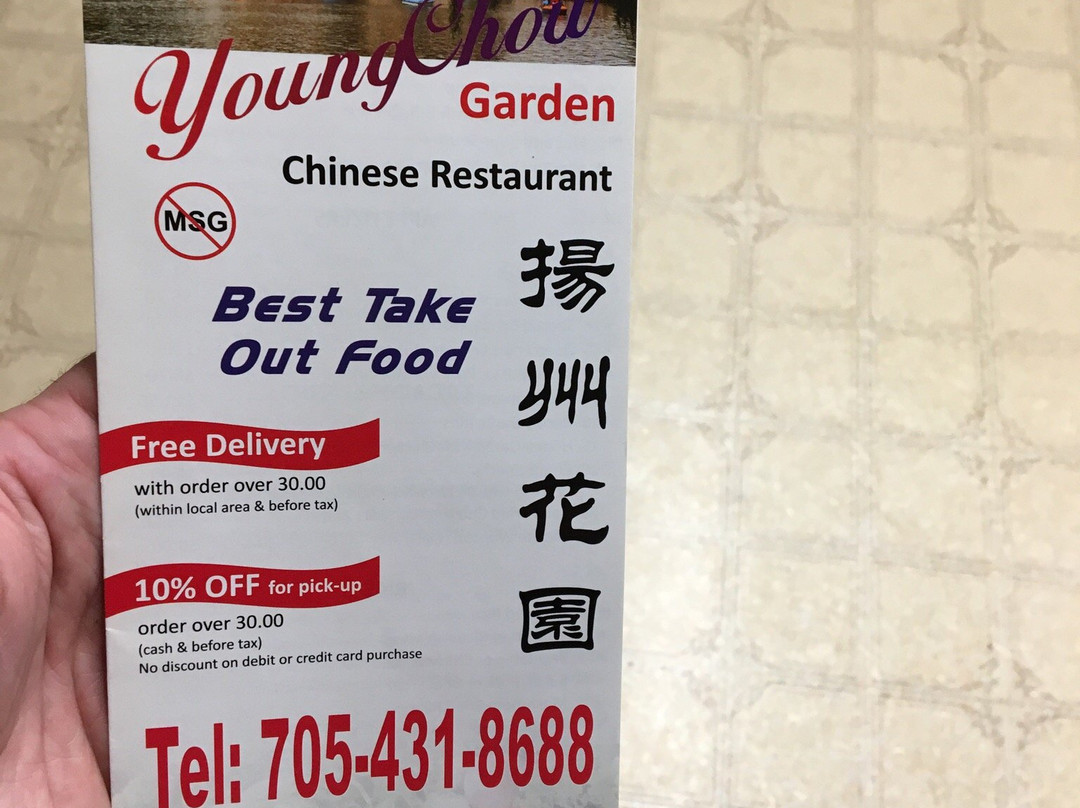 YoungChow
Garden
Chinese Restaurant
MSG
Best Take
Out Food
揚
州
花
園
Free Delivery
with order over 30.00
(within local area & before tax)
10% OFF for pick-up
order over 30.00
(cash & before tax)
No discount on debit or credit card purchase
Tel: 705-431-8688